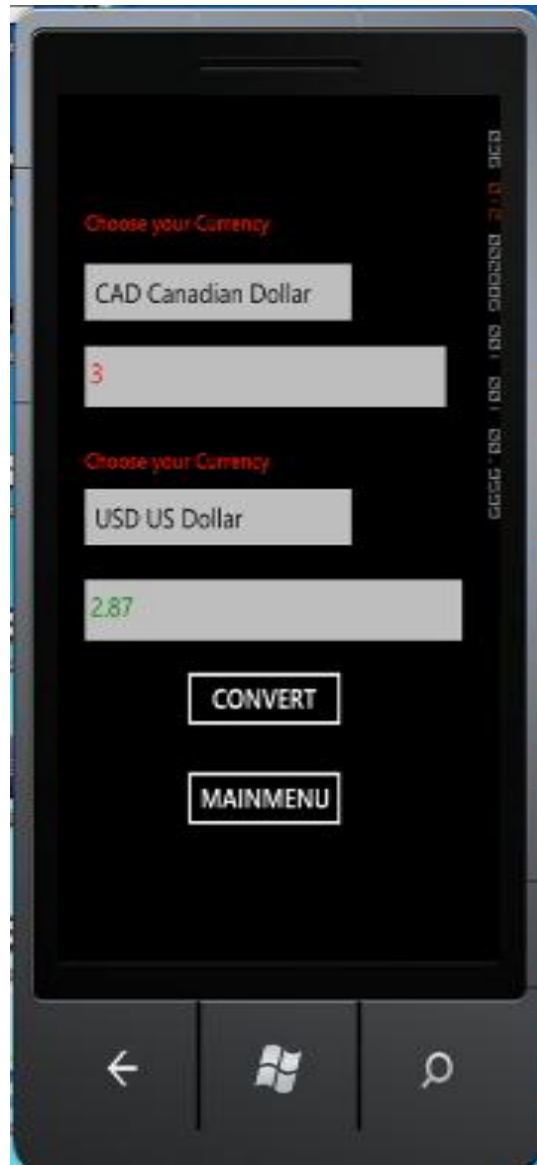 Choose your Currency
CAD Canadian Dollar
3
Choose your Currency
USD US Dollar
2.87
CONVERT
MAINMENU